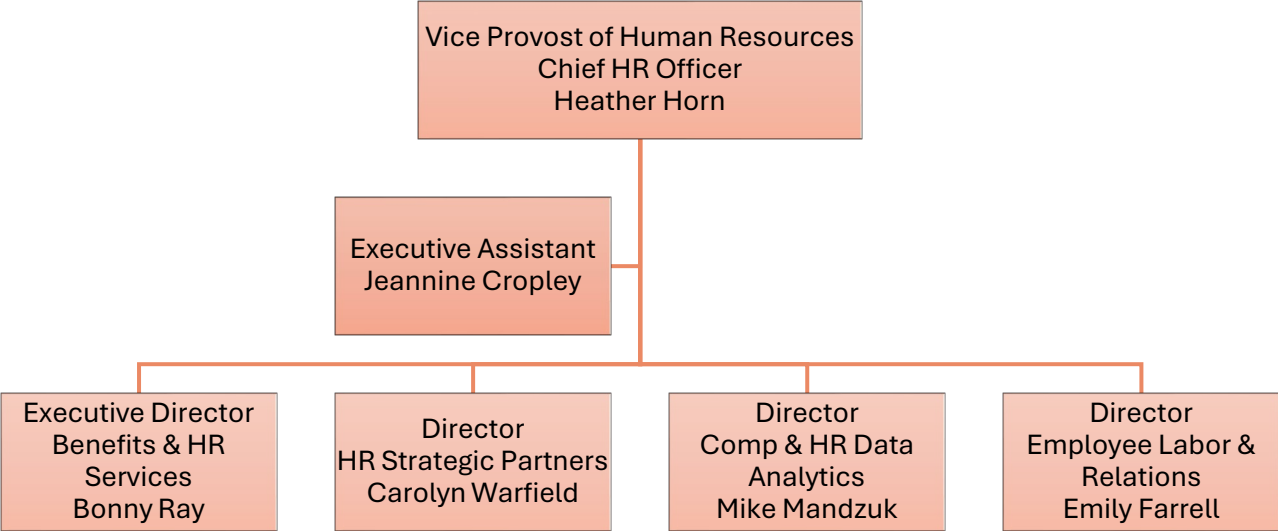 Vice Provost of Human Resources
Chief HR Officer
Heather Horn
Executive Assistant
Jeannine Cropley
Executive Director
Benefits & HR
Services
Bonny Ray
Director
HR Strategic Partners
Carolyn Warfield
Director
Comp & HR Data
Analytics
Mike Mandzuk
Director
Employee Labor &
Relations
Emily Farrell